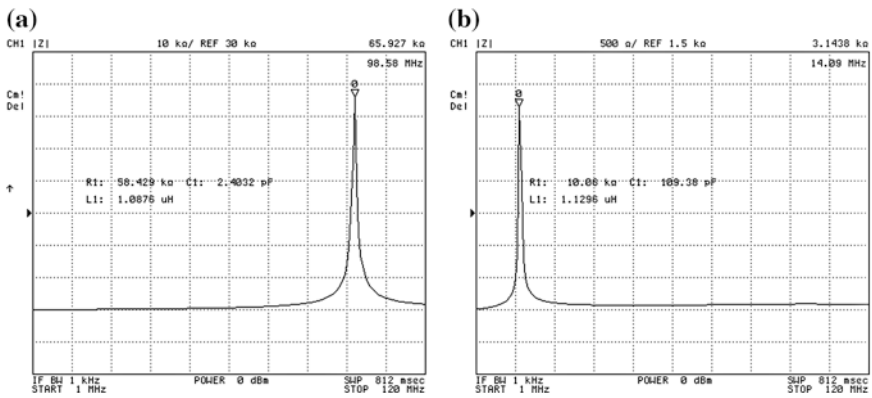 (a)
CH1 |Z| 10 kΩ/ REF 30 kΩ 65.927 kΩ
98.58 MHz
Cm!
Del
0
↑
R1: 58.429 kΩ C1: 2.4032 pF
L1: 1.0876 uH
IF BW 1 kHz POWER 0 dBm SWP 812 msec
START 1 MHz STOP 120 MHz
(b)
CH1 |Z| 500 Ω/ REF 1.5 kΩ 3.1438 kΩ
14.09 MHz
Cm!
Del
0
R1: 10.06 kΩ C1: 109.38 pF
L1: 1.1296 uH
IF BW 1 kHz POWER 0 dBm SWP 812 msec
START 1 MHz STOP 120 MHz